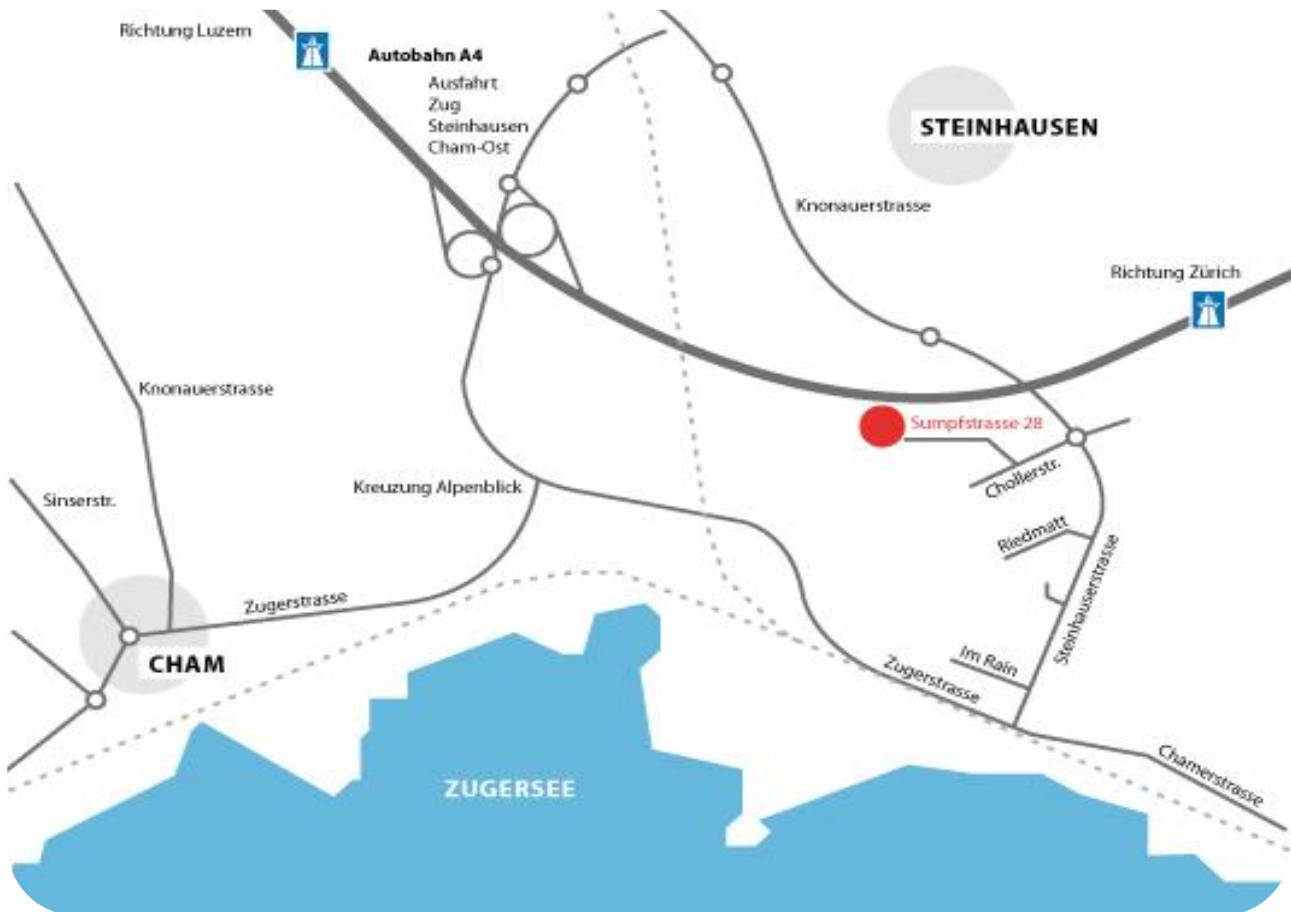 Richtung Luzern
Autobahn A4
Ausfahrt
Zug
Steinhausen
Cham-Ost
STEINHAUSEN
Knonauerstrasse
Richtung Zürich
Knonauerstrasse
Sumpfstrasse 28
Chollerstr.
Kreuzung Alpenblick
Sinserstr.
Riedmatt
Steinhauserstrasse
Zugerstrasse
CHAM
Im Rain
Zugerstrasse
Chamerstrasse
ZUGERSEE